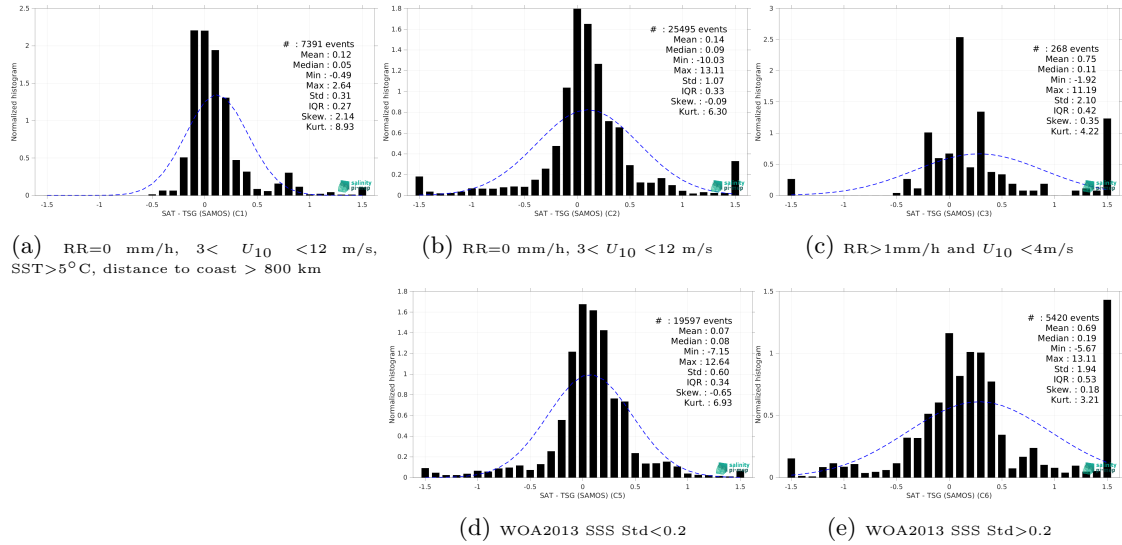 2.5
2
1.5
1
0.5
0
Normalized histogram
# : 7391 events
Mean : 0.12
Median : 0.05
Min : -0.49
Max : 2.64
Std : 0.31
IQR : 0.27
Skew. : 2.14
Kurt. : 8.93
salinity
-1.5 -1 -0.5 0 0.5 1 1.5
SAT - TSG (SAMOS) (C1)
(a) RR=0 mm/h, 3< U10 <12 m/s,
SST>5°C, distance to coast > 800 km
1.8
1.6
1.4
1.2
1
0.8
0.6
0.4
0.2
0
Normalized histogram
# : 25495 events
Mean : 0.14
Median : 0.09
Min : -10.03
Max : 13.11
Std : 1.07
IQR : 0.33
Skew. : -0.09
Kurt. : 6.30
salinity
-1.5 -1 -0.5 0 0.5 1 1.5
SAT - TSG (SAMOS) (C2)
(b) RR=0 mm/h, 3< U10 <12 m/s
3
2.5
2
1.5
1
0.5
0
Normalized histogram
# : 268 events
Mean : 0.75
Median : 0.11
Min : -1.92
Max : 11.19
Std : 2.10
IQR : 0.42
Skew. : 0.35
Kurt. : 4.22
salinity
-1.5 -1 -0.5 0 0.5 1 1.5
SAT - TSG (SAMOS) (C3)
(c) RR>1mm/h and U10 <4m/s
1.8
1.6
1.4
1.2
1
0.8
0.6
0.4
0.2
0
Normalized histogram
# : 19597 events
Mean : 0.07
Median : 0.08
Min : -7.15
Max : 12.64
Std : 0.60
IQR : 0.34
Skew. : -0.65
Kurt. : 6.93
salinity
-1.5 -1 -0.5 0 0.5 1 1.5
SAT - TSG (SAMOS) (C5)
(d) WOA2013 SSS Std<0.2
1.5
1
0.5
0
Normalized histogram
# : 5420 events
Mean : 0.69
Median : 0.19
Min : -5.67
Max : 13.11
Std : 1.94
IQR : 0.53
Skew. : 0.18
Kurt. : 3.21
salinity
-1.5 -1 -0.5 0 0.5 1 1.5
SAT - TSG (SAMOS) (C6)
(e) WOA2013 SSS Std>0.2